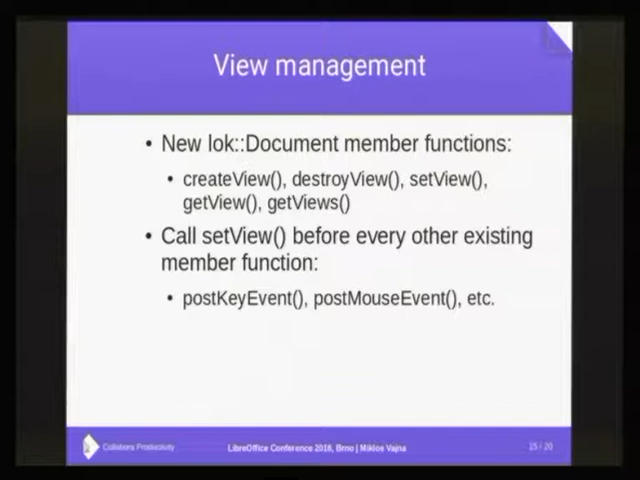 View management
• New lok::Document member functions:
• createView(), destroyView(), setView(),
getView(), getViews()
• Call setView() before every other existing
member function:
• postKeyEvent(), postMouseEvent(), etc.
Collabora Productivity
LibreOffice Conference 2016, Brno | Miklos Vajna
15 / 20